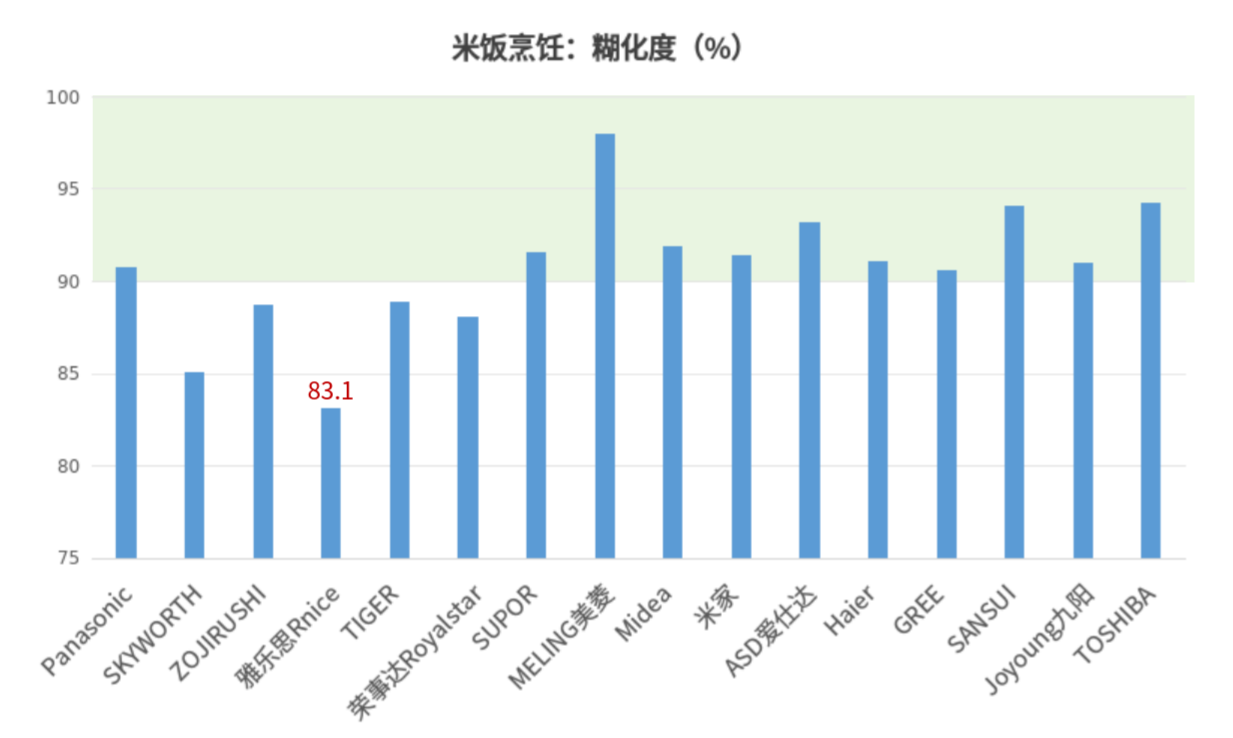 米饭烹饪：糊化度（%）
100
95
90
85
80
75
83.1
Panasonic
SKYWORTH
ZOJIRUSHI
雅乐思Rnice
TIGER
荣事达Royalstar
SUPOR
MELING美菱
Midea
米家
ASD爱仕达
Haier
GREE
SANSUI
Joyoung九阳
TOSHIBA